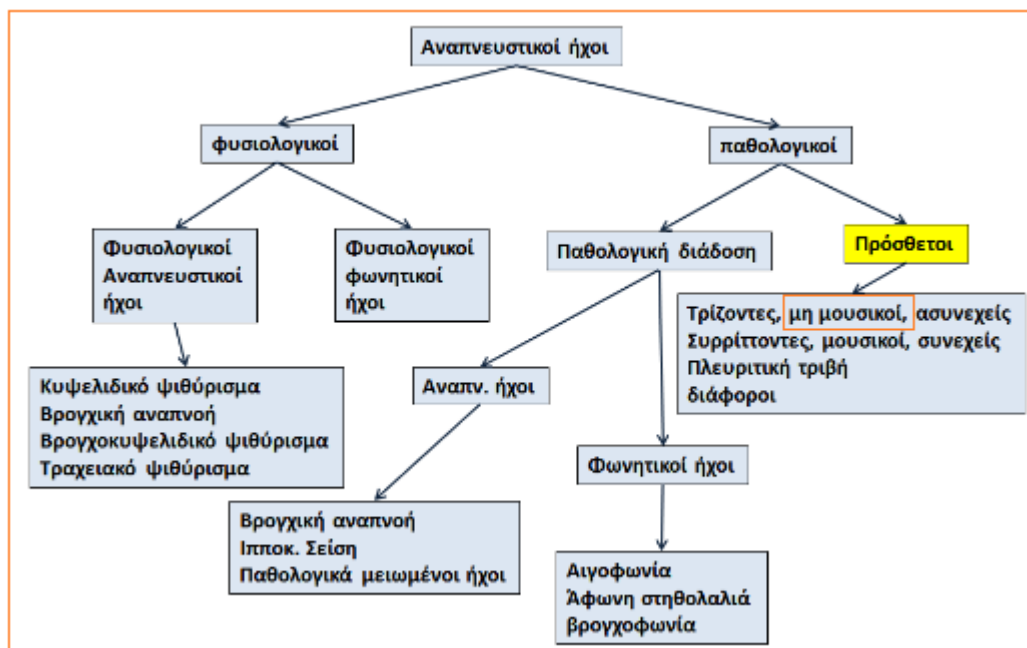 Αναπνευστικοί ήχοι
φυσιολογικοί
παθολογικοί
Φυσιολογικοί
Αναπνευστικοί
ήχοι
Φυσιολογικοί
φωνητικοί
ήχοι
Παθολογική διάδοση
Πρόσθετοι
Τρίζοντες, μη μουσικοί, ασυνεχείς
Συρρίττοντες, μουσικοί, συνεχείς
Πλευριτική τριβή
διάφοροι
Κυψελιδικό ψιθύρισμα
Βρογχική αναπνοή
Βρογχοκυψελιδικό ψιθύρισμα
Τραχειακό ψιθύρισμα
Αναπν. ήχοι
Φωνητικοί ήχοι
Βρογχική αναπνοή
Ιπποκ. Σείση
Παθολογικά μειωμένοι ήχοι
Αιγοφωνία
Άφωνη στηθολαλιά
βρογχοφωνία